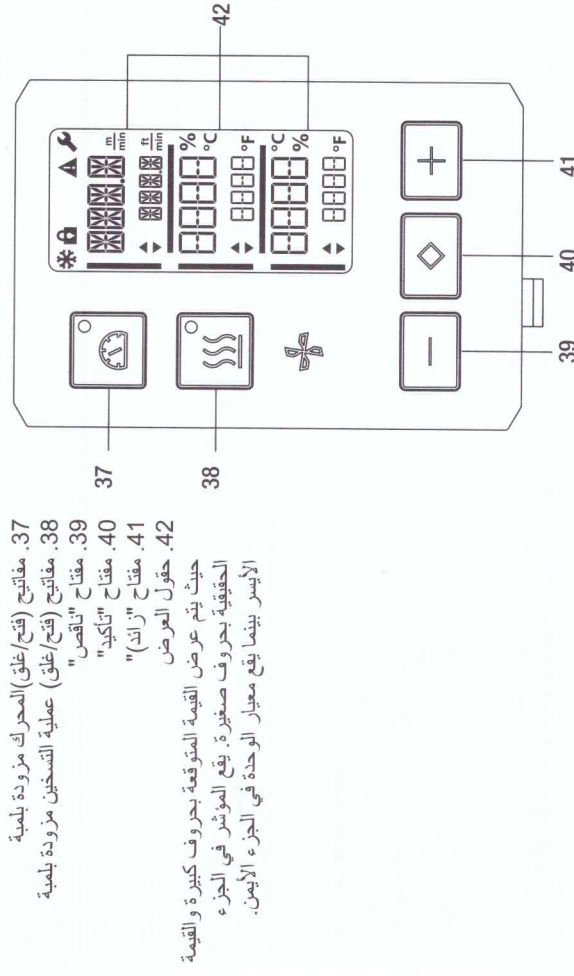 42
m
min
ft
min
%
°C
°F
°C
%
°F
37
38
39
40
41
37. مفاتيح (فتح/غلق)المحرك مزودة بلمبة
38. مفاتيح (فتح/غلق) عملية التسخين مزودة بلمبة
39. مفتاح "ناقص"
40. مفتاح "تاكيد"
41. مفتاح "زائد)"
42. حقول العرض
حيث يتم عرض القيمة المتوقعة بحروف كبيرة والقيمة
الحقيقية بحروف صغيرة. يقع المؤشر في الجزء
الأيسر بينما يقع معيار الوحدة في الجزء الأيمن.